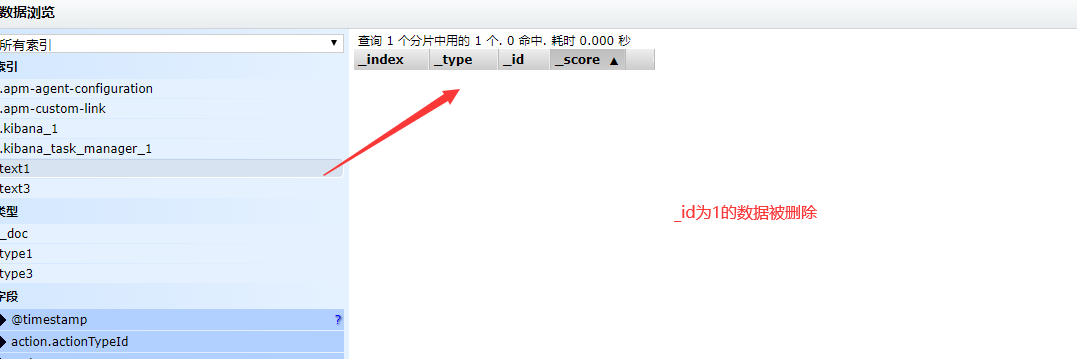 数据浏览
所有索引 ▼
索引
.apm-agent-configuration
.apm-custom-link
.kibana_1
.kibana_task_manager_1
text1
text3
类型
_doc
type1
type3
字段
@timestamp ?
action.actionTypeId
查询 1 个分片中用的 1 个. 0 命中. 耗时 0.000 秒
_index _type _id _score ▲
_id为1的数据被删除